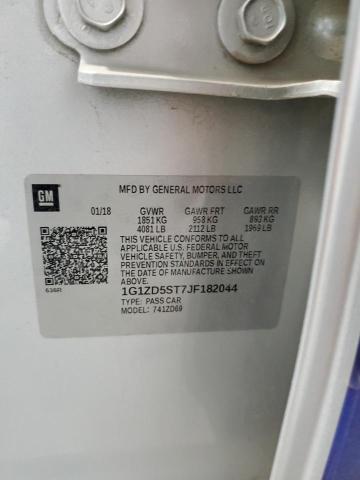 GM
MFD BY GENERAL MOTORS LLC
01/18 GVWR GAWR FRT GAWR RR
1851 KG 958 KG 893 KG
4081 LB 2112 LB 1969 LB
THIS VEHICLE CONFORMS TO ALL
APPLICABLE U.S. FEDERAL MOTOR
VEHICLE SAFETY, BUMPER, AND THEFT
PREVENTION STANDARDS IN EFFECT ON
THE DATE OF MANUFACTURE SHOWN
ABOVE.
1G1ZD5ST7JF182044
TYPE: PASS CAR
MODEL: 741ZD69